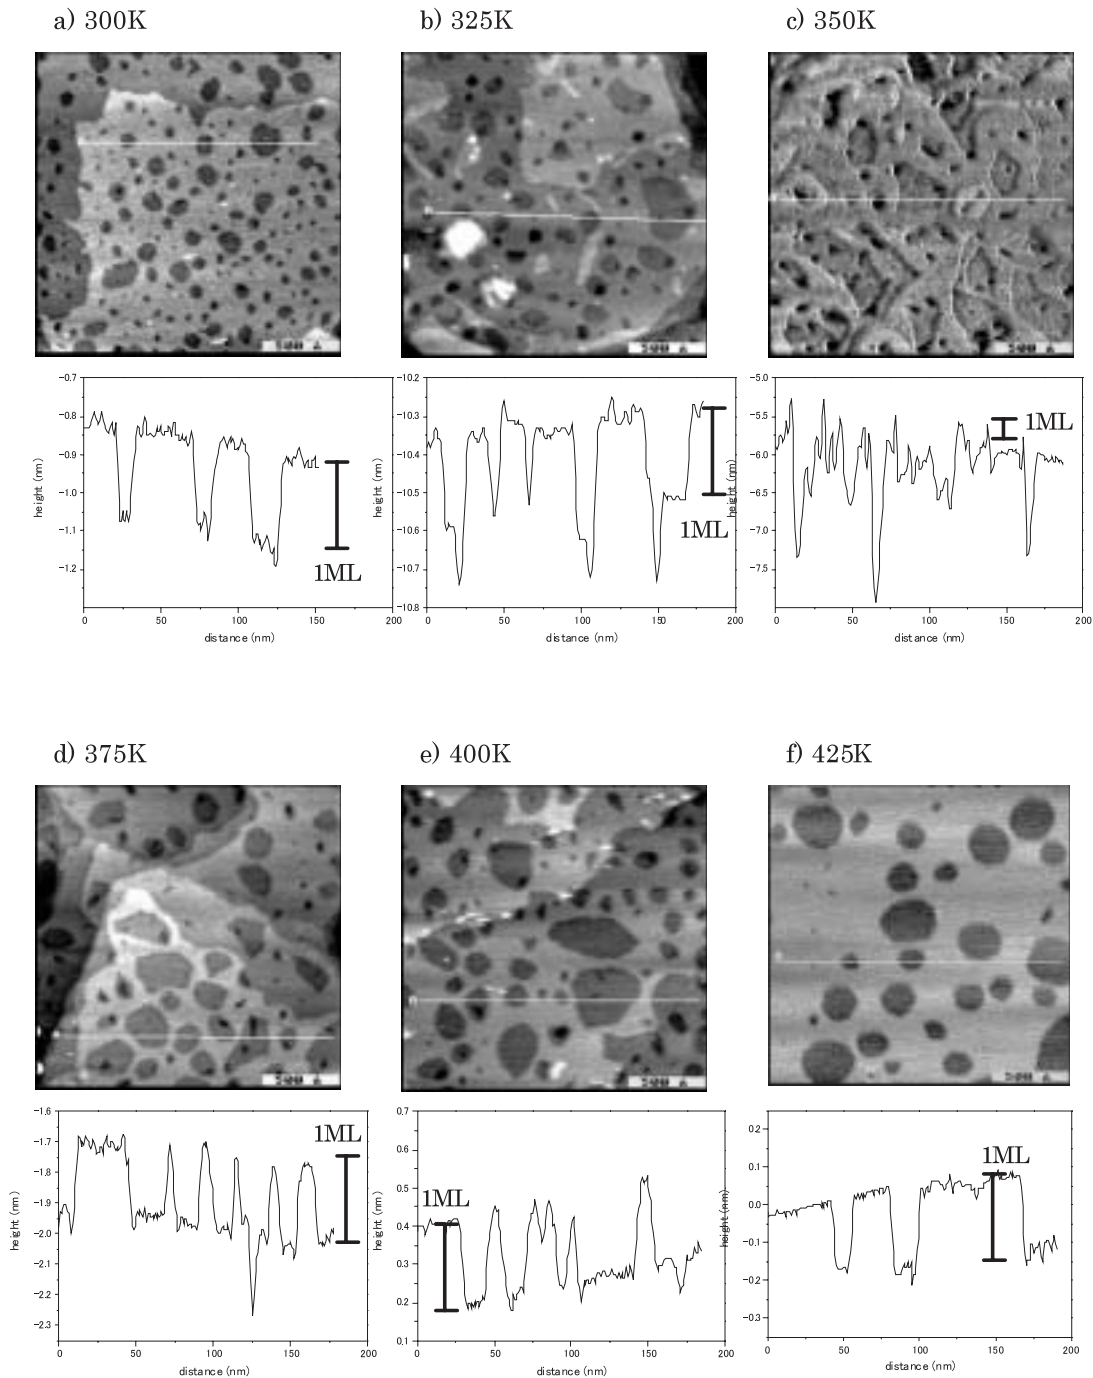 a) 300K
b) 325K
c) 350K
500 Å
500 Å
500 Å
-0.7
-0.8
-0.9
-1.0
-1.1
-1.2
height (nm)
1ML
0 50 100 150 200
distance (nm)
-10.2
-10.3
-10.4
-10.5
-10.6
-10.7
-10.8
height (nm)
1ML
0 50 100 150 200
distance (nm)
-5.0
-5.5
-6.0
-6.5
-7.0
-7.5
height (nm)
1ML
0 50 100 150 200
distance (nm)
d) 375K
e) 400K
f) 425K
500 Å
500 Å
500 Å
-1.6
-1.7
-1.8
-1.9
-2.0
-2.1
-2.2
-2.3
height (nm)
1ML
0 50 100 150 200
distance (nm)
0.7
0.6
0.5
0.4
0.3
0.2
0.1
height (nm)
1ML
0 50 100 150 200
distance (nm)
0.2
0.1
0.0
-0.1
-0.2
-0.3
height (nm)
1ML
0 50 100 150 200
distance (nm)